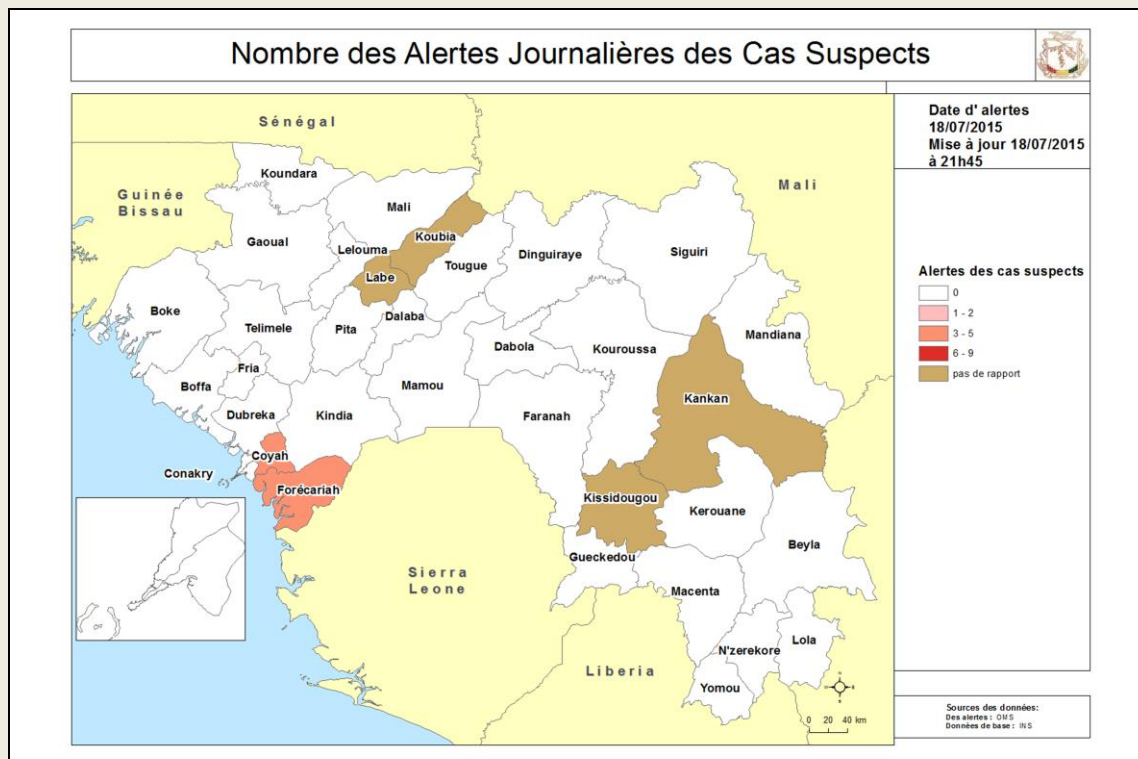 Nombre des Alertes Journalières des Cas Suspects
Date d' alertes
18/07/2015
Mise à jour 18/07/2015
à 21h45
Sénégal
Mali
Guinée
Bissau
Koundara
Mali
Gaoual
Koubia
Lelouma
Labe
Tougue
Dinguiraye
Siguiri
Boke
Telimele
Pita
Dalaba
Fria
Boffa
Mamou
Dabola
Kouroussa
Mandiana
Dubreka
Kindia
Faranah
Kankan
Coyah
Conakry
Forécariah
Kissidougou
Kerouane
Beyla
Gueckedou
Macenta
Sierra
Leone
N'zerekore
Lola
Liberia
Yomou
0 20 40 km
Alertes des cas suspects
0
1 - 2
3 - 5
6 - 9
pas de rapport
Sources des données:
Des alertes : OMS
Données de base : INS